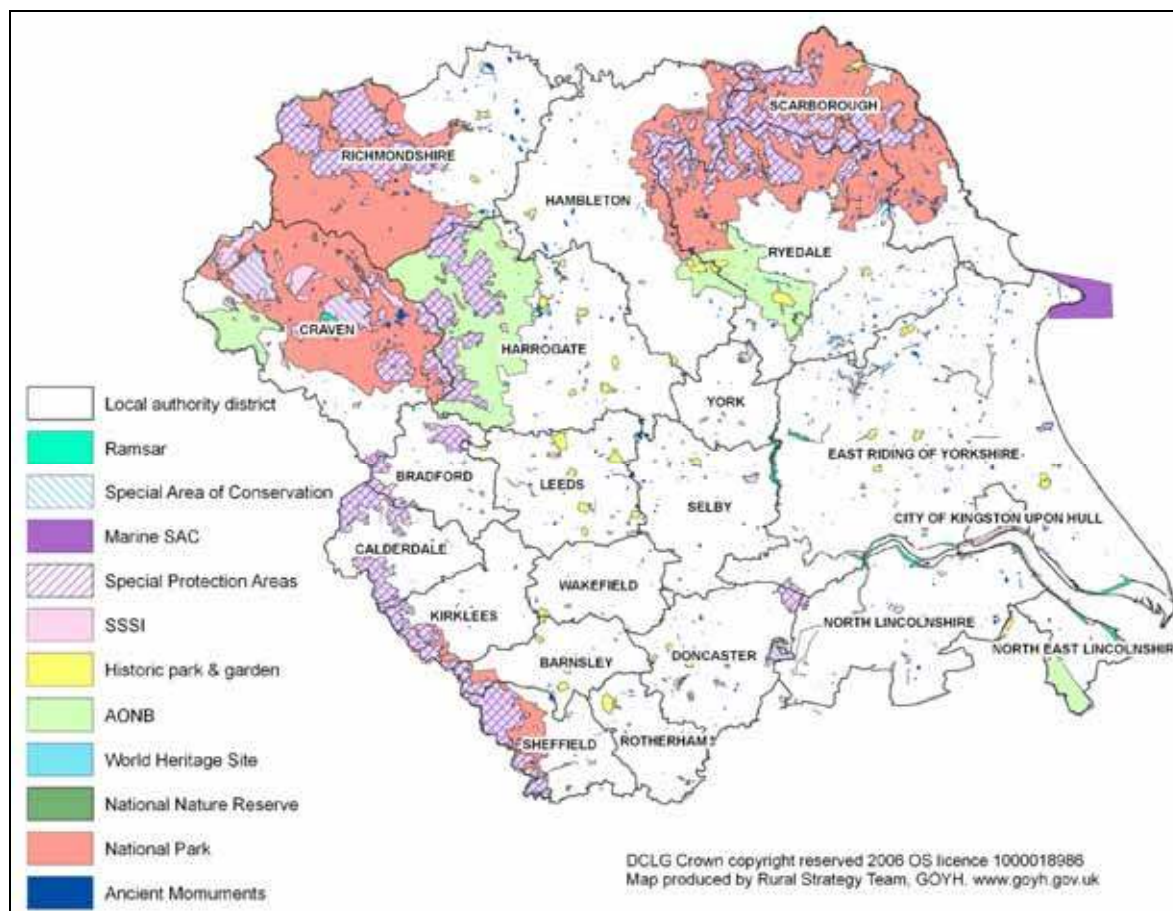 SCARBOROUGH
RICHMONDSHIRE
HAMBLETON
RYEDALE
CRAVEN
HARROGATE
YORK
EAST RIDING OF YORKSHIRE
BRADFORD
LEEDS
SELBY
CITY OF KINGSTON UPON HULL
CALDERDALE
WAKEFIELD
KIRKLEES
NORTH LINCOLNSHIRE
BARNSLEY
DONCASTER
NORTH EAST LINCOLNSHIRE
SHEFFIELD
ROTHERHAM
Local authority district
Ramsar
Special Area of Conservation
Marine SAC
Special Protection Areas
SSSI
Historic park & garden
AONB
World Heritage Site
National Nature Reserve
National Park
Ancient Momuments
DCLG Crown copyright reserved 2006 OS licence 1000018986
Map produced by Rural Strategy Team, GOYH. www.goyh.gov.uk